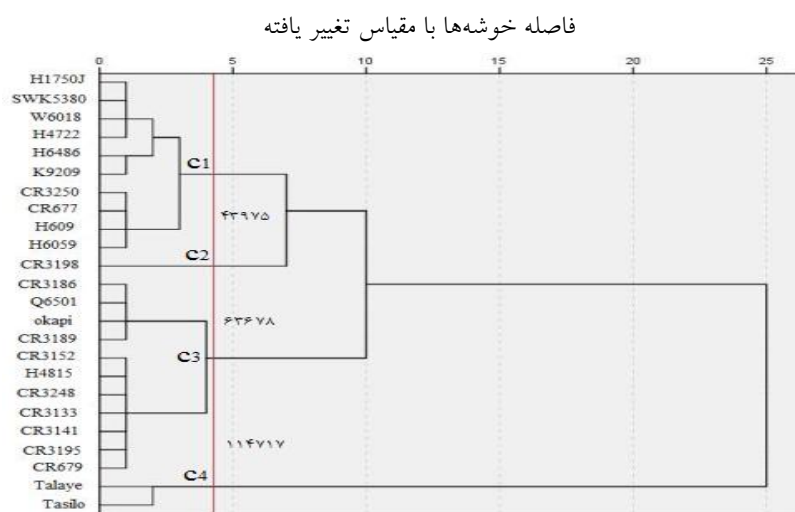 فاصله خوشه‌ها با مقیاس تغییر یافته
0 5 10 15 20 25
H1750J
SWK5380
W6018
H4722
H6486
K9209
C1
CR3250
CR677
۴۳۹۷۵
H609
H6059
C2
CR3198
CR3186
Q6501
okapi
۶۳۶۷۸
CR3189
CR3152
C3
H4815
CR3248
CR3133
CR3141
۱۱۴۷۱۷
CR3195
CR679
C4
Talaye
Tasilo